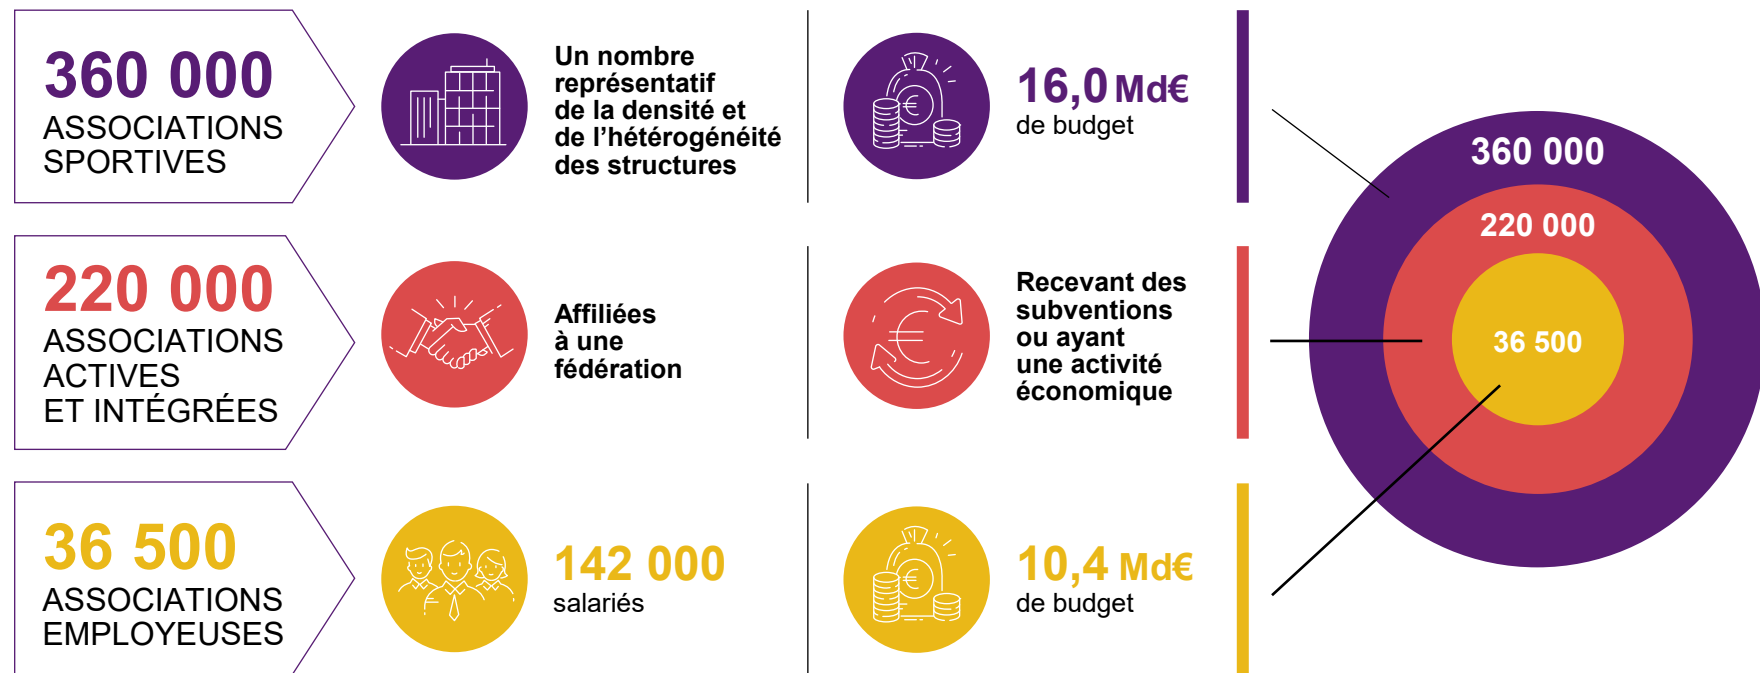 360 000
ASSOCIATIONS
SPORTIVES
Un nombre
représentatif
de la densité et
de l'hétérogénéité
des structures
16,0 Md€
de budget
360 000
220 000
ASSOCIATIONS
ACTIVES
ET INTÉGRÉES
Affiliées
à une
fédération
Recevant des
subventions
ou ayant
une activité
économique
220 000
36 500
ASSOCIATIONS
EMPLOYEUSES
142 000
salariés
10,4 Md€
de budget
36 500